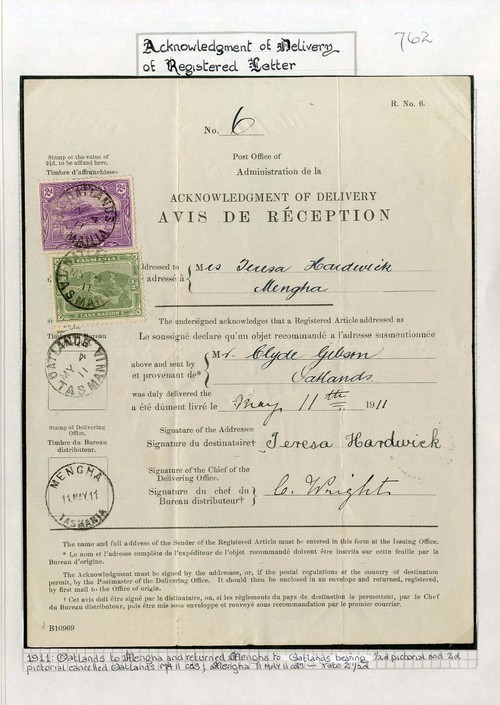 Acknowledgment of Delivery
of Registered Letter
762
R. No. 6.
No. 6
Stamp of the value of
2½d. to be affixed here.
Timbre d'affranchisse-
Post Office of
Administration de la
ACKNOWLEDGMENT OF DELIVERY
AVIS DE RÉCEPTION
OATLANDS
TASMANIA
ddressed to
adressé à
Mrs Teresa Hardwick
Mengha
The undersigned acknowledges that a Registered Article addressed as
Le soussigné déclare qu'un objet recommandé à l'adresse susmentionnée
above and sent by
et provenant de*
Mr. Clyde Gibson
Oatlands
was duly delivered the
a été dûment livré le May 11th 1911
OATLANDS
MY 4
11
TASMANIA
Stamp of Delivering
Office.
Timbre du Bureau
distributeur.
Signature of the Addressee
Signature du destinataire† Teresa Hardwick
Signature of the Chief of the
Delivering Office.
Signature du chef du
Bureau distributeur†
C. Wright
MENGHA
11 MAY 11
TASMANIA
The name and full address of the Sender of the Registered Article must be entered in this form at the Issuing Office.
* Le nom et l'adresse complète de l'expéditeur de l'objet recommandé doivent être inscrits sur cette feuille par le
Bureau d'origine.
The Acknowledgment must be signed by the addressee, or, if the postal regulations of the country of destination
permit, by the Postmaster of the Delivering Office. It should then be enclosed in an envelope and returned, registered,
by first mail to the Office of origin.
† Cet avis doit être signé par le distinataire, ou, si les règlements du pays de destination le permettent, par le Chef
du Bureau distributeur, puis être mis sous enveloppe et renvoyé sous recommandation par le premier courrier.
B10969
1911: Oatlands to Mengha and returned Mengha to Oatlands bearing ½d pictorial and 2d
pictorial cancelled Oatlands MY 11 cds; Mengha 11 MAY 11 cds — rate 2½d